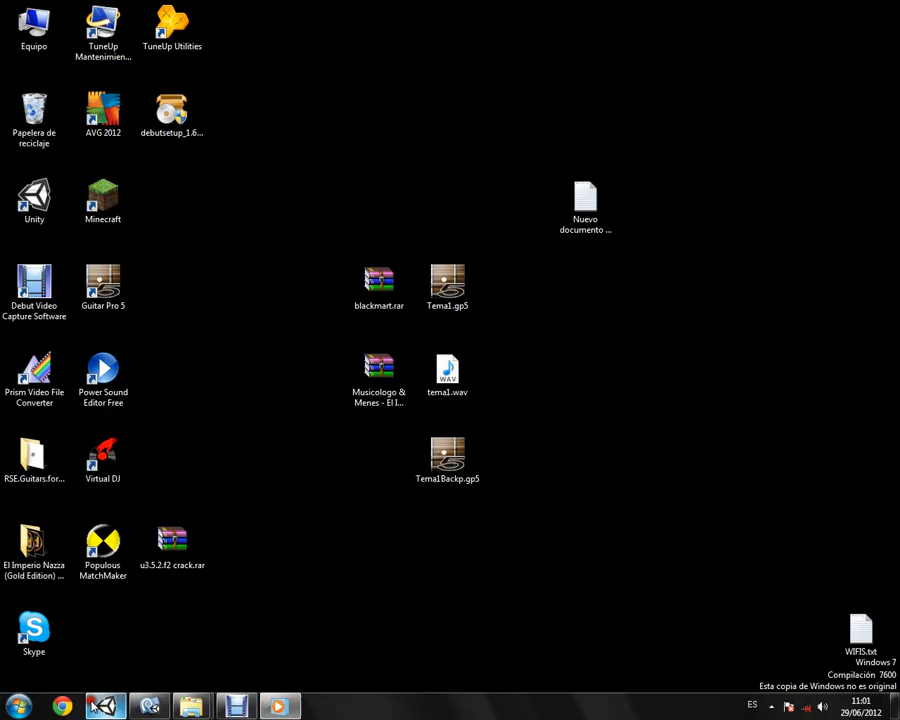 Equipo
TuneUp
Mantenimien...
TuneUp Utilities
Papelera de
reciclaje
AVG 2012
debutsetup_1.6...
Unity
Minecraft
Nuevo
documento ...
Debut Video
Capture Software
Guitar Pro 5
blackmart.rar
Tema1.gp5
Prism Video File
Converter
Power Sound
Editor Free
Musicologo &
Menes - El I...
tema1.wav
WAV
RSE.Guitars.for...
Virtual DJ
Tema1Backp.gp5
El Imperio Nazza
(Gold Edition) ...
Populous
MatchMaker
u3.5.2.f2 crack.rar
Skype
WIFIS.txt
Windows 7
Compilación 7600
Esta copia de Windows no es original
ES
11:01
29/06/2012